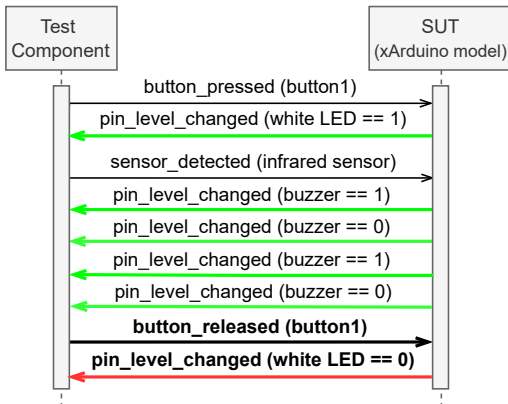 Test
Component
SUT
(xArduino model)
button_pressed (button1)
pin_level_changed (white LED == 1)
sensor_detected (infrared sensor)
pin_level_changed (buzzer == 1)
pin_level_changed (buzzer == 0)
pin_level_changed (buzzer == 1)
pin_level_changed (buzzer == 0)
button_released (button1)
pin_level_changed (white LED == 0)